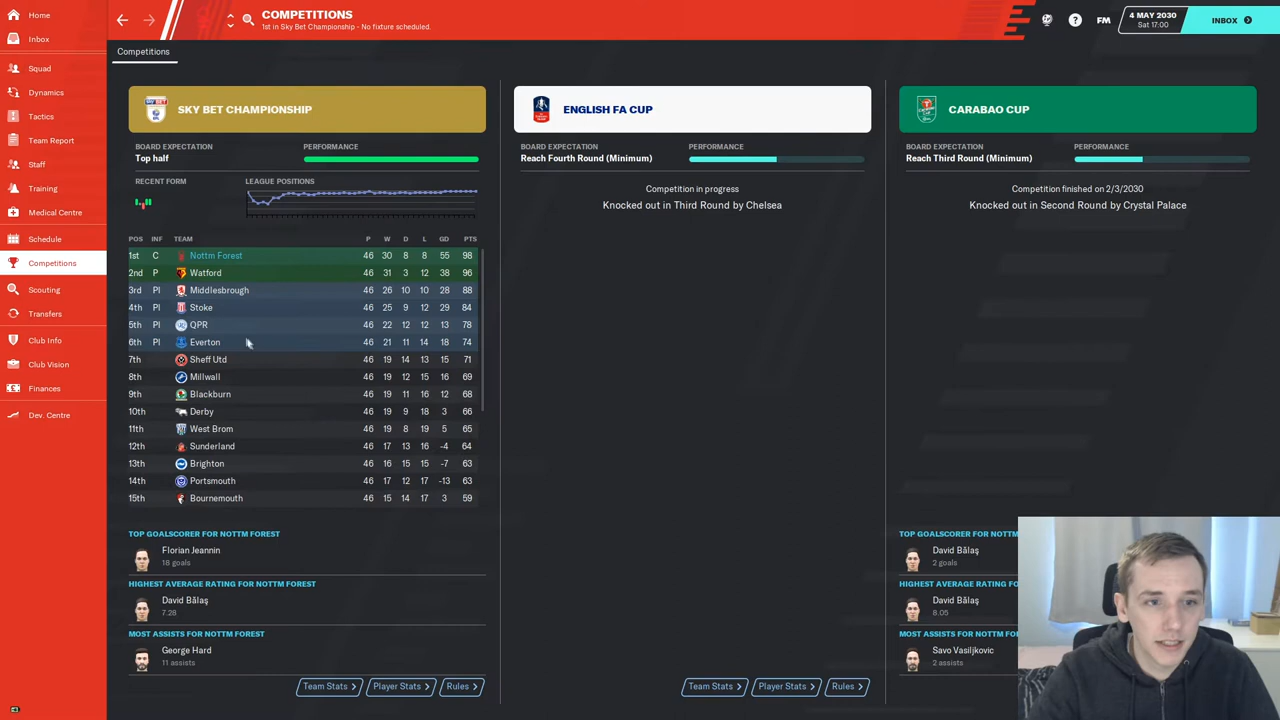 Home
Inbox
Squad
Dynamics
Tactics
Team Report
Staff
Training
Medical Centre
Schedule
Competitions
Scouting
Transfers
Club Info
Club Vision
Finances
Dev. Centre
COMPETITIONS
1st in Sky Bet Championship - No fixture scheduled.
FM
4 MAY 2030
Sat 17:00
INBOX
Competitions
SKY BET CHAMPIONSHIP
BOARD EXPECTATION PERFORMANCE
Top half
RECENT FORM LEAGUE POSITIONS
POS INF TEAM P W D L GD PTS
1st C Nottm Forest 46 30 8 8 55 98
2nd P Watford 46 31 3 12 38 96
3rd Pl Middlesbrough 46 26 10 10 28 88
4th Pl Stoke 46 25 9 12 29 84
5th Pl QPR 46 22 12 12 13 78
6th Pl Everton 46 21 11 14 18 74
7th Sheff Utd 46 19 14 13 15 71
8th Millwall 46 19 12 15 16 69
9th Blackburn 46 19 11 16 12 68
10th Derby 46 19 9 18 3 66
11th West Brom 46 19 8 19 5 65
12th Sunderland 46 17 13 16 -4 64
13th Brighton 46 16 15 15 -7 63
14th Portsmouth 46 17 12 17 -13 63
15th Bournemouth 46 15 14 17 3 59
TOP GOALSCORER FOR NOTTM FOREST
Florian Jeannin
18 goals
HIGHEST AVERAGE RATING FOR NOTTM FOREST
David Bălaş
7.28
MOST ASSISTS FOR NOTTM FOREST
George Hard
11 assists
Team Stats > Player Stats > Rules >
ENGLISH FA CUP
BOARD EXPECTATION PERFORMANCE
Reach Fourth Round (Minimum)
Competition in progress
Knocked out in Third Round by Chelsea
Team Stats > Player Stats > Rules >
CARABAO CUP
BOARD EXPECTATION PERFORMANCE
Reach Third Round (Minimum)
Competition finished on 2/3/2030
Knocked out in Second Round by Crystal Palace
TOP GOALSCORER FOR NOTTM
David Bălaş
2 goals
HIGHEST AVERAGE RATING FOR
David Bălaş
8.05
MOST ASSISTS FOR NOTTM FO
Savo Vasiljkovic
2 assists